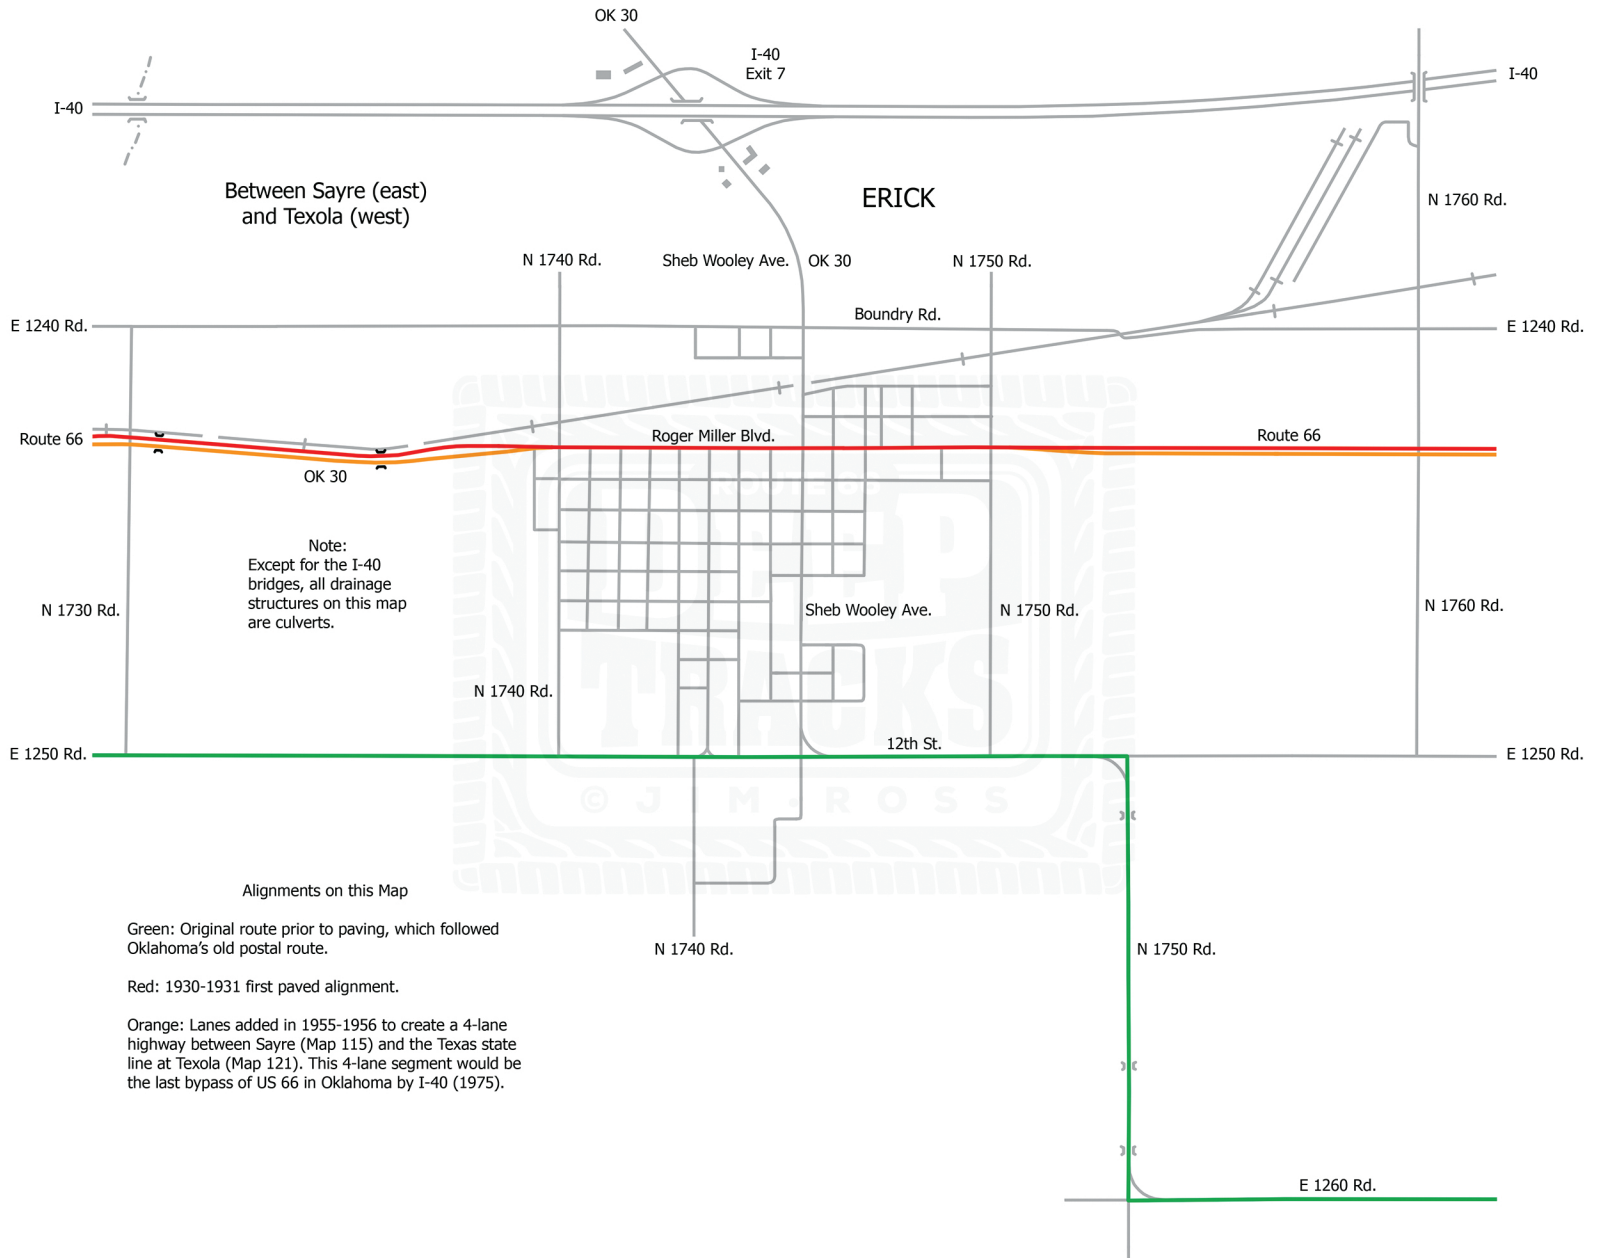 OK 30
I-40
Exit 7
I-40
I-40
Between Sayre (east)
and Texola (west)
ERICK
N 1760 Rd.
N 1740 Rd.
Sheb Wooley Ave.
OK 30
N 1750 Rd.
Boundry Rd.
E 1240 Rd.
E 1240 Rd.
Route 66
Roger Miller Blvd.
Route 66
OK 30
ROUTE 66
DEEP
TRACKS
© JIM • ROSS
Note:
Except for the I-40
bridges, all drainage
structures on this map
are culverts.
N 1730 Rd.
Sheb Wooley Ave.
N 1750 Rd.
N 1760 Rd.
N 1740 Rd.
E 1250 Rd.
12th St.
E 1250 Rd.
Alignments on this Map
Green: Original route prior to paving, which followed
Oklahoma's old postal route.
Red: 1930-1931 first paved alignment.
Orange: Lanes added in 1955-1956 to create a 4-lane
highway between Sayre (Map 115) and the Texas state
line at Texola (Map 121). This 4-lane segment would be
the last bypass of US 66 in Oklahoma by I-40 (1975).
N 1740 Rd.
N 1750 Rd.
E 1260 Rd.